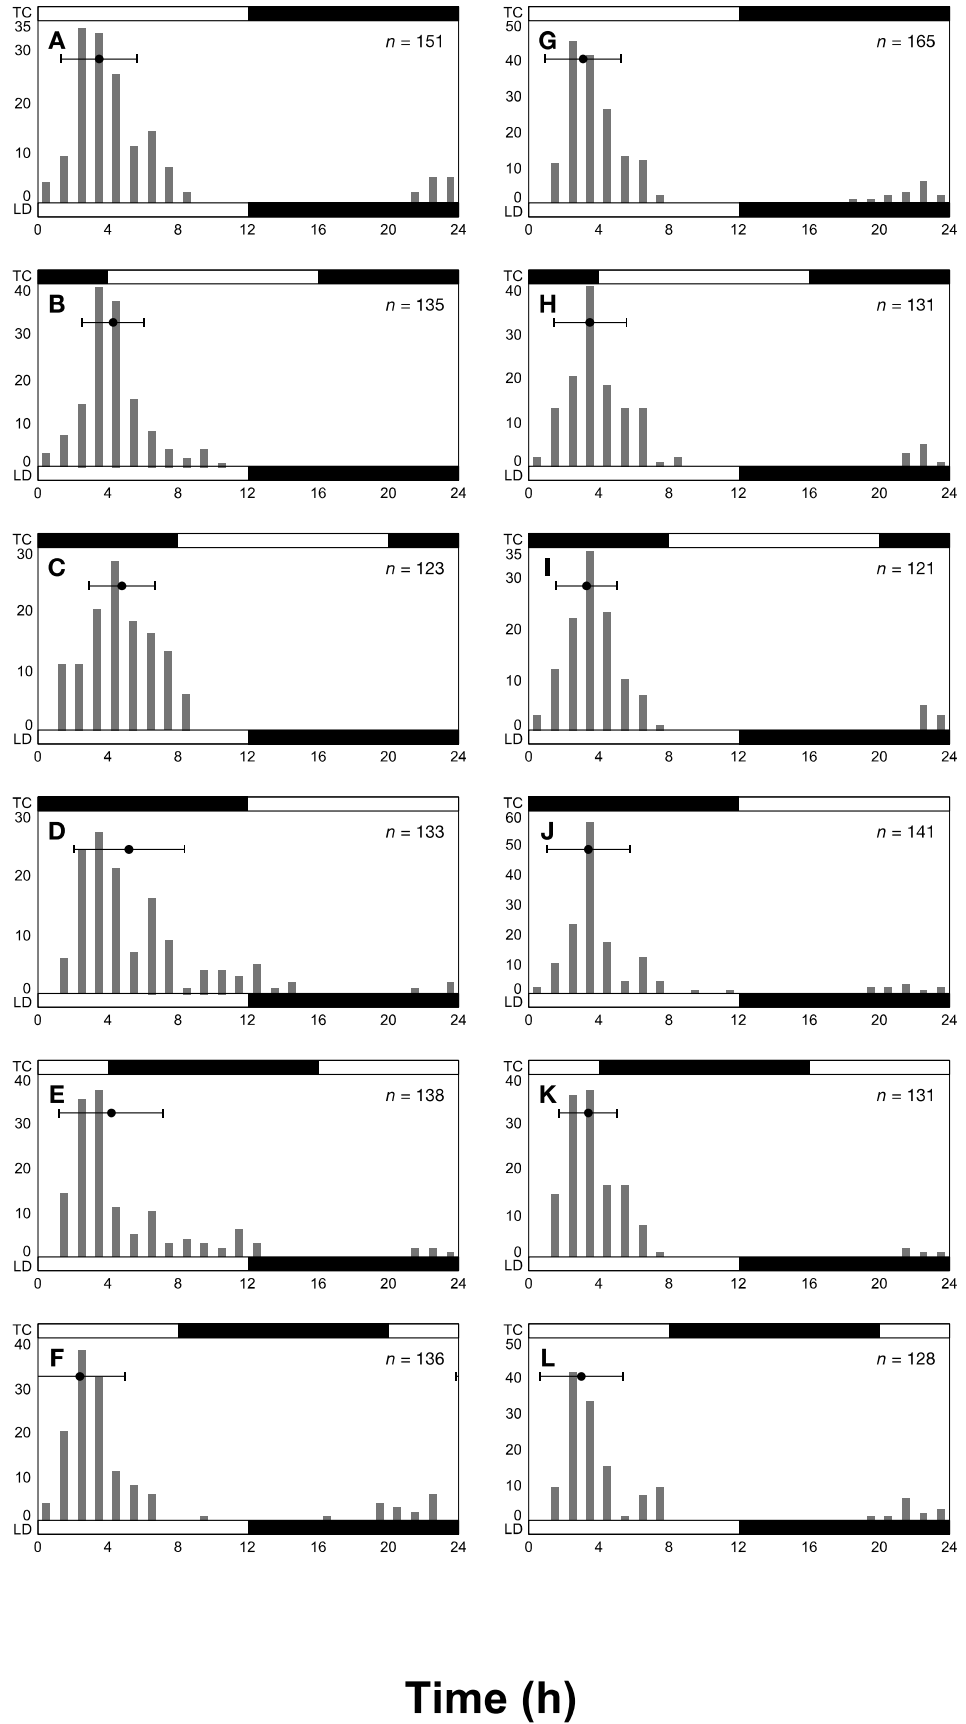 TC
35
A
n = 151
30
20
10
0
LD
0 4 8 12 16 20 24
TC
50
G
n = 165
40
30
20
10
0
LD
0 4 8 12 16 20 24
TC
40
B
n = 135
30
20
10
0
LD
0 4 8 12 16 20 24
TC
40
H
n = 131
30
20
10
0
LD
0 4 8 12 16 20 24
TC
30
C
n = 123
20
10
0
LD
0 4 8 12 16 20 24
TC
35
I
n = 121
30
20
10
0
LD
0 4 8 12 16 20 24
TC
30
D
n = 133
20
10
0
LD
0 4 8 12 16 20 24
TC
60
J
n = 141
50
40
30
20
10
0
LD
0 4 8 12 16 20 24
TC
40
E
n = 138
30
20
10
0
LD
0 4 8 12 16 20 24
TC
40
K
n = 131
30
20
10
0
LD
0 4 8 12 16 20 24
TC
40
F
n = 136
30
20
10
0
LD
0 4 8 12 16 20 24
TC
50
L
n = 128
40
30
20
10
0
LD
0 4 8 12 16 20 24
Time (h)